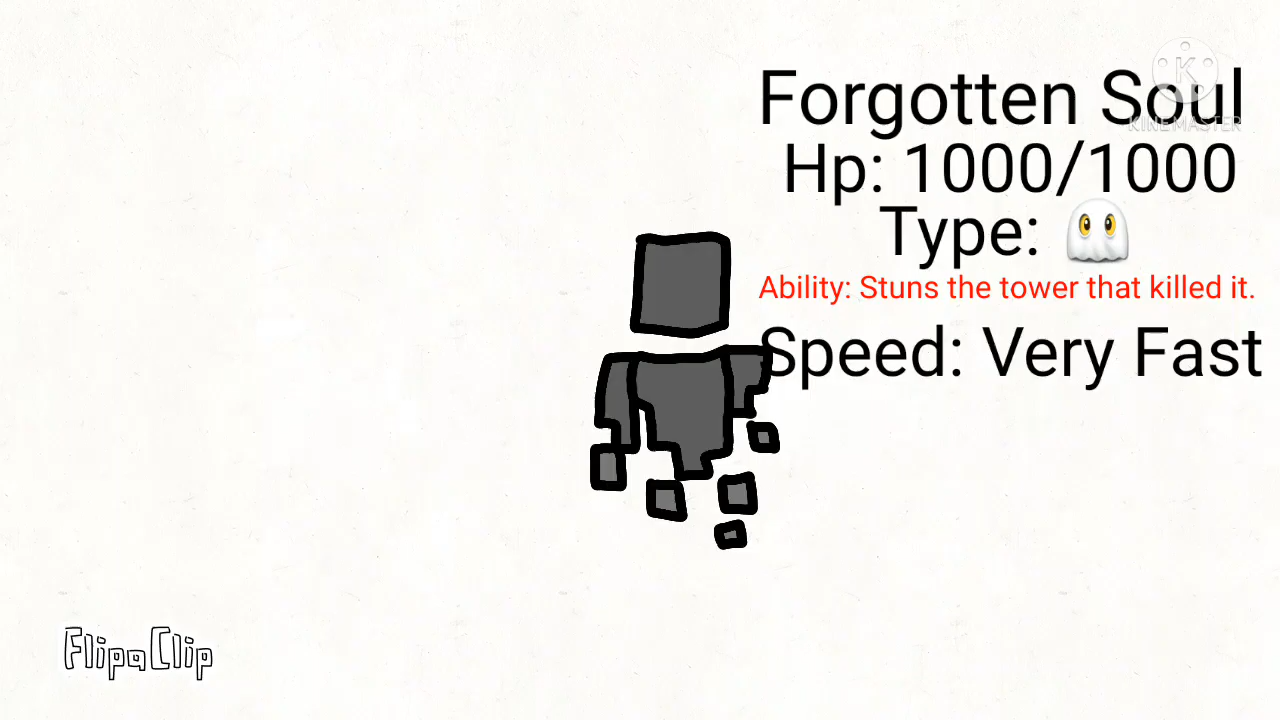 Forgotten Soul
KINEMASTER
Hp: 1000/1000
Type: 👻
Ability: Stuns the tower that killed it.
Speed: Very Fast
FlipaClip